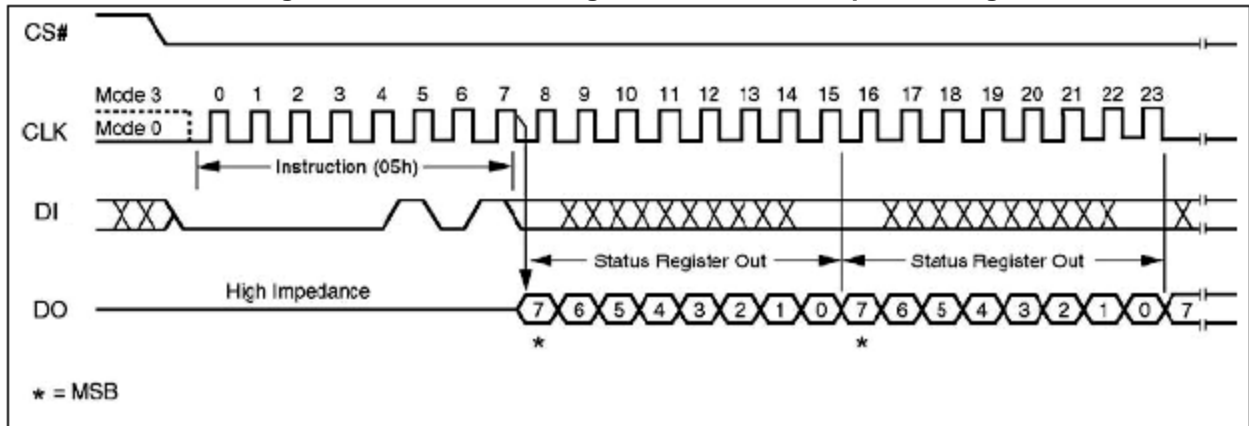 CS#
Mode 3 0 1 2 3 4 5 6 7 8 9 10 11 12 13 14 15 16 17 18 19 20 21 22 23
CLK Mode 0
Instruction (05h)
DI
Status Register Out Status Register Out
High Impedance
DO 7 6 5 4 3 2 1 0 7 6 5 4 3 2 1 0 7
* *
* = MSB